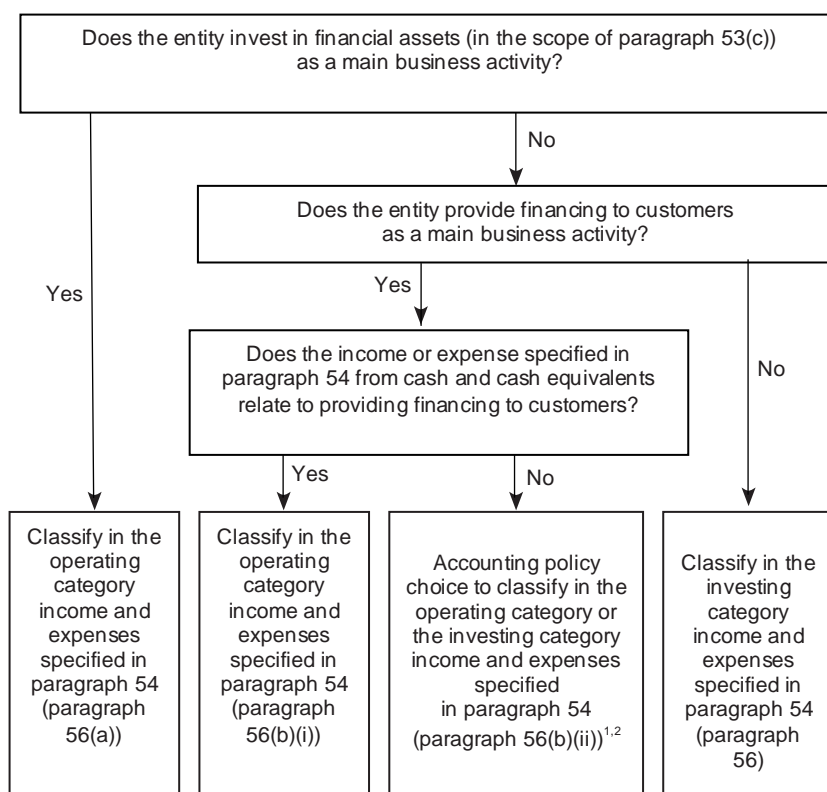 Does the entity invest in financial assets (in the scope of paragraph 53(c))
as a main business activity?
No
Does the entity provide financing to customers
as a main business activity?
Yes
Yes
No
Does the income or expense specified in
paragraph 54 from cash and cash equivalents
relate to providing financing to customers?
Yes
No
Classify in the
operating
category
income and
expenses
specified in
paragraph 54
(paragraph
56(a))
Classify in the
operating
category
income and
expenses
specified in
paragraph 54
(paragraph
56(b)(i))
Accounting policy
choice to classify in the
operating category or
the investing category
income and expenses
specified
in paragraph 54
(paragraph 56(b)(ii))1,2
Classify in the
investing
category
income and
expenses
specified in
paragraph 54
(paragraph
56)